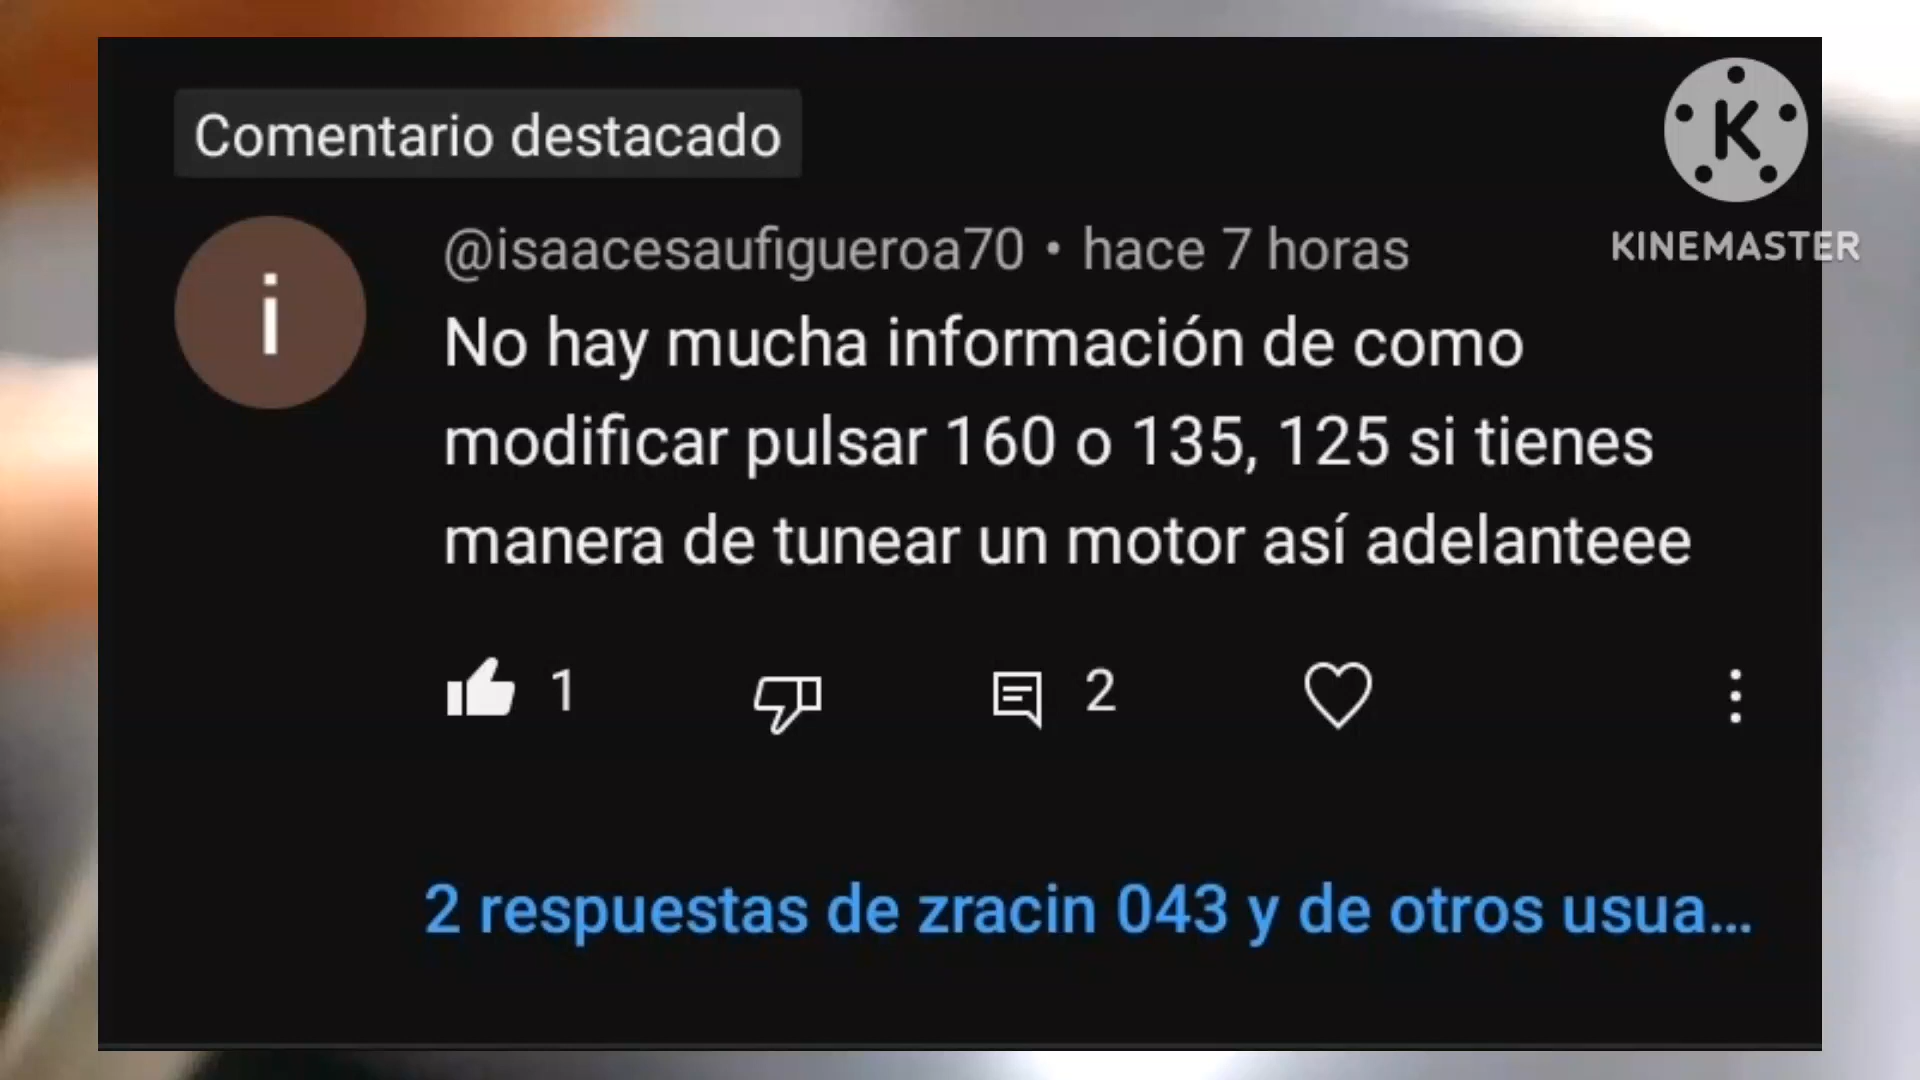 Comentario destacado
K
KINEMASTER
i
@isaacesaufigueroa70 · hace 7 horas
No hay mucha información de como
modificar pulsar 160 o 135, 125 si tienes
manera de tunear un motor así adelanteee
1
2
2 respuestas de zracin 043 y de otros usua...